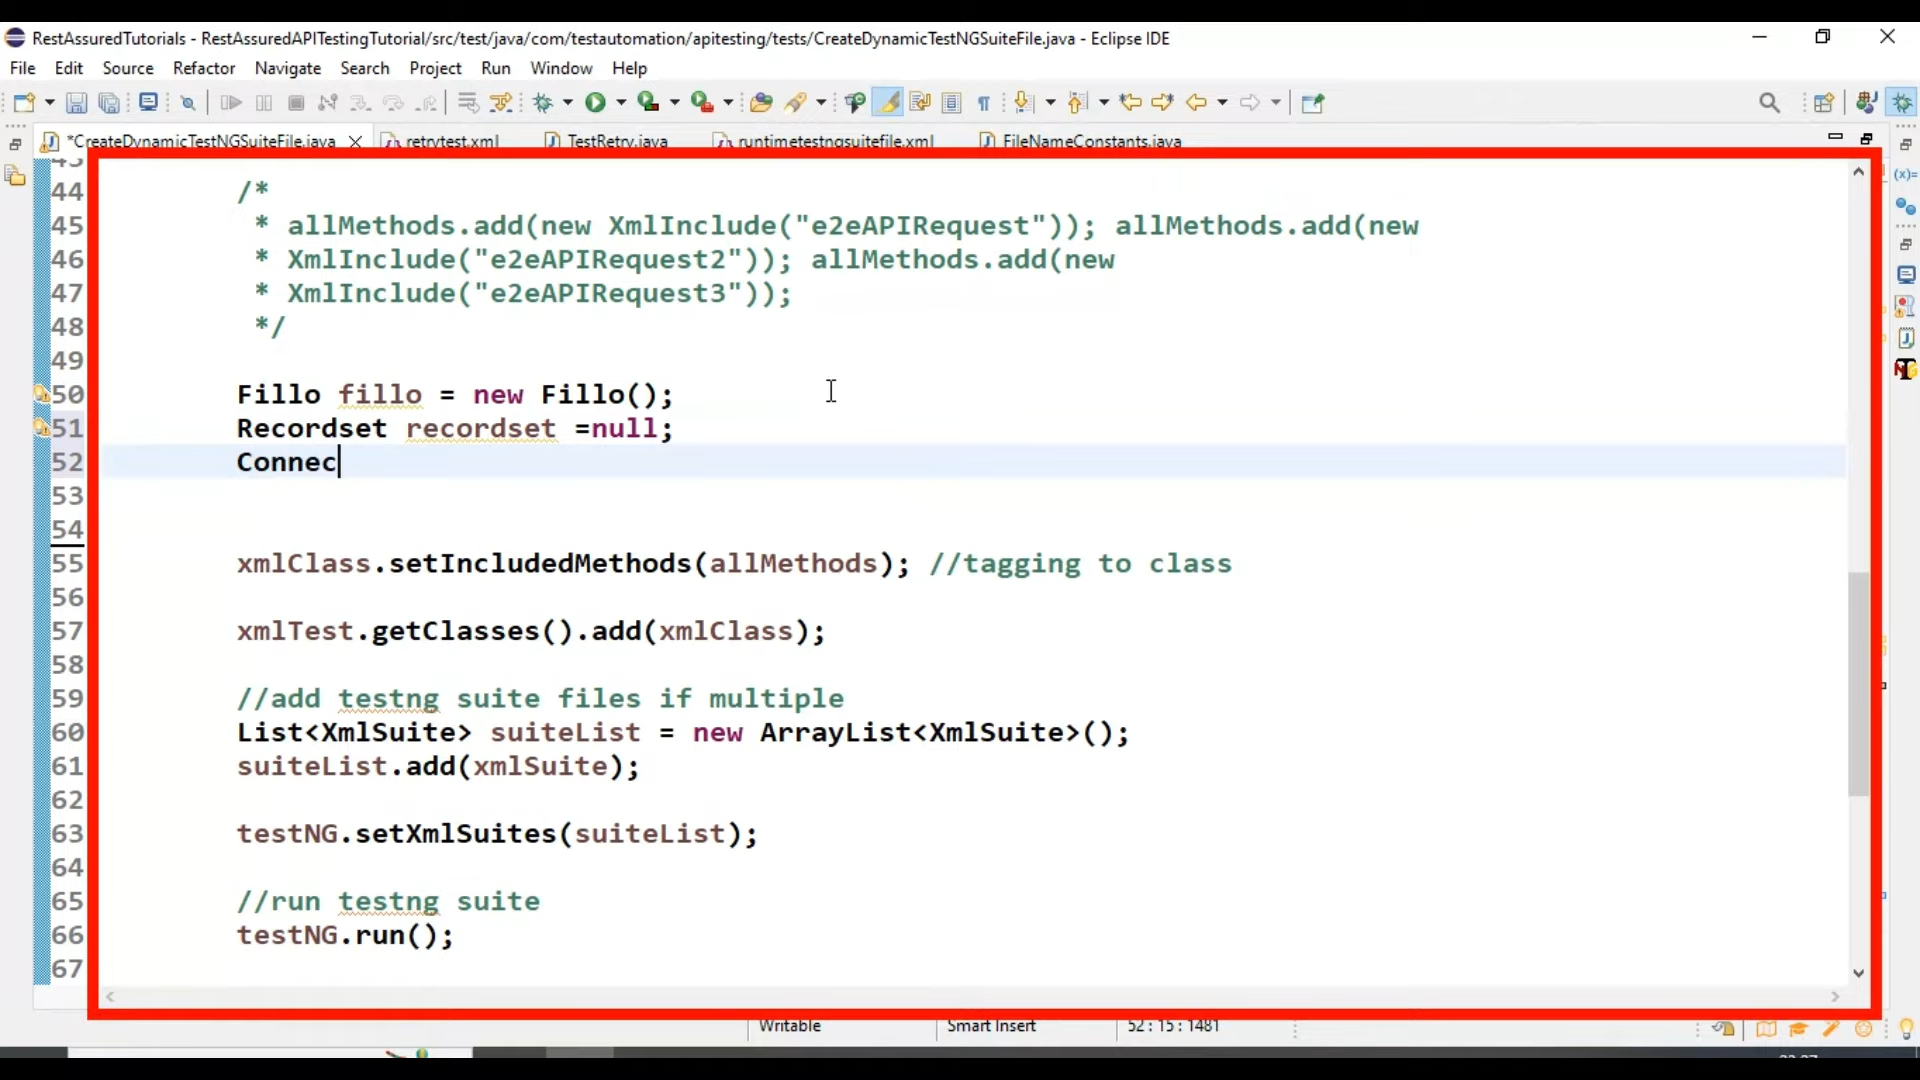 RestAssuredTutorials - RestAssuredAPITestingTutorial/src/test/java/com/testautomation/apitesting/tests/CreateDynamicTestNGSuiteFile.java - Eclipse IDE
File Edit Source Refactor Navigate Search Project Run Window Help
*CreateDynamicTestNGSuiteFile.java retrytest.xml TestRetry.java runtimetestngsuitefile.xml FileNameConstants.java
44 /*
45 * allMethods.add(new XmlInclude("e2eAPIRequest")); allMethods.add(new
46 * XmlInclude("e2eAPIRequest2")); allMethods.add(new
47 * XmlInclude("e2eAPIRequest3"));
48 */
49
50 Fillo fillo = new Fillo();
51 Recordset recordset =null;
52 Connec
53
54
55 xmlClass.setIncludedMethods(allMethods); //tagging to class
56
57 xmlTest.getClasses().add(xmlClass);
58
59 //add testng suite files if multiple
60 List<XmlSuite> suiteList = new ArrayList<XmlSuite>();
61 suiteList.add(xmlSuite);
62
63 testNG.setXmlSuites(suiteList);
64
65 //run testng suite
66 testNG.run();
67
Writable Smart Insert 52 : 15 : 1481